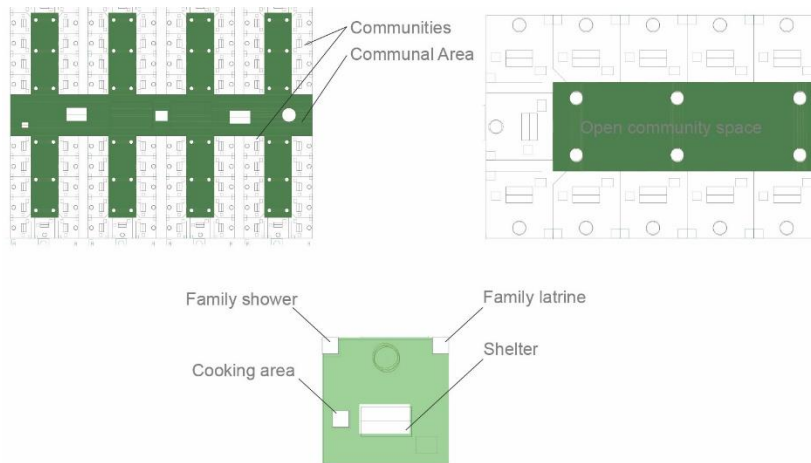 Communities
Communal Area
Open community space
Family shower
Family latrine
Cooking area
Shelter